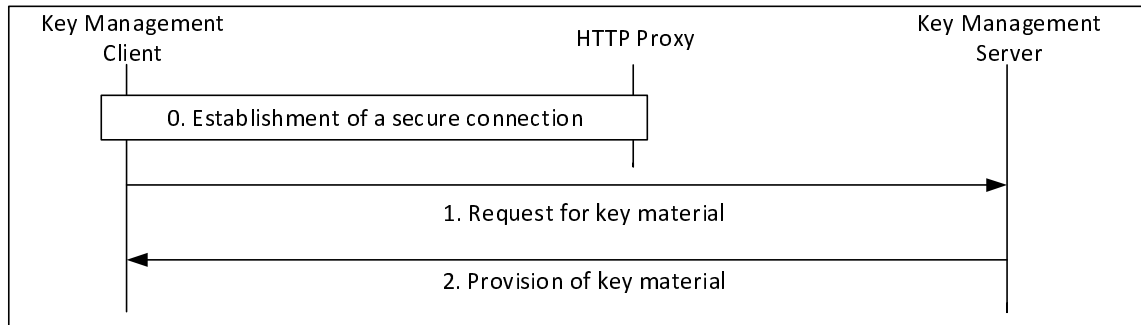 Key Management
Client
HTTP Proxy
Key Management
Server
0. Establishment of a secure connection
1. Request for key material
2. Provision of key material